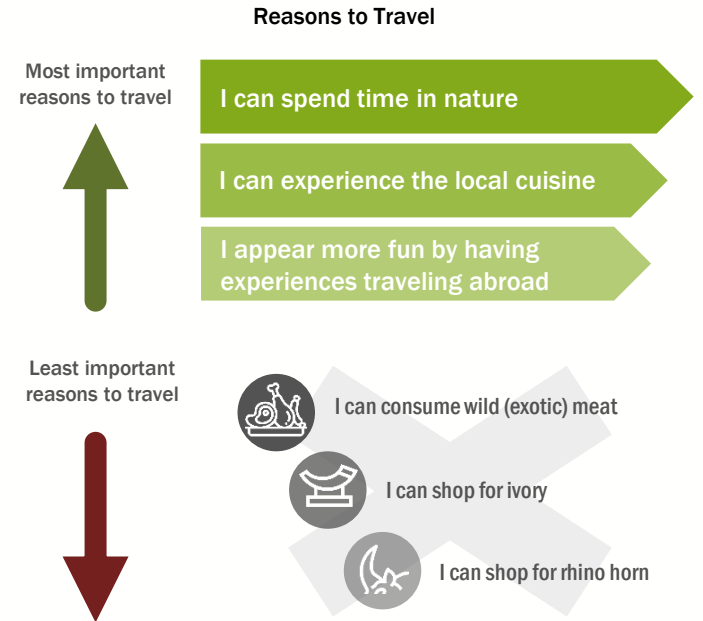 Reasons to Travel
Most important
reasons to travel
I can spend time in nature
I can experience the local cuisine
I appear more fun by having
experiences traveling abroad
Least important
reasons to travel
I can consume wild (exotic) meat
I can shop for ivory
I can shop for rhino horn